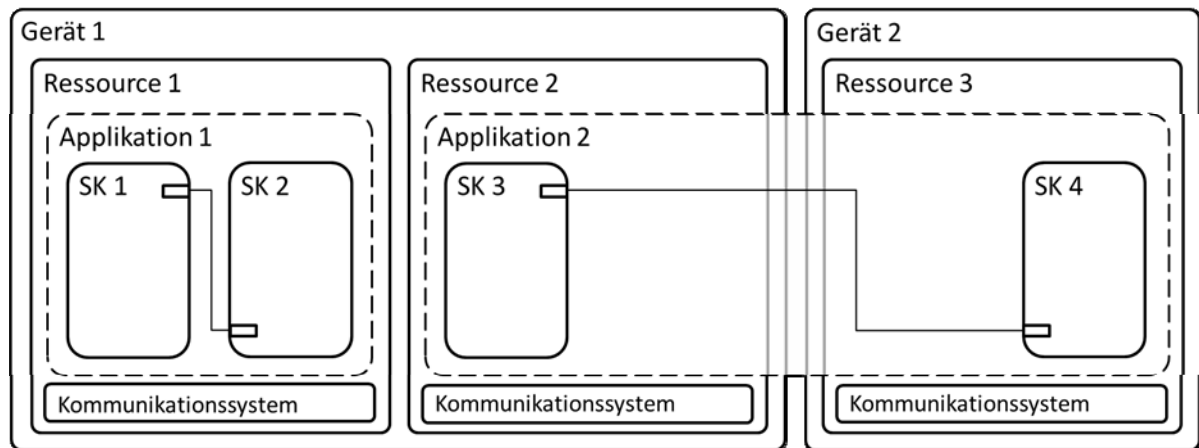 Gerät 1
Gerät 2
Ressource 1
Ressource 2
Ressource 3
Applikation 1
Applikation 2
SK 1
SK 2
SK 3
SK 4
Kommunikationssystem
Kommunikationssystem
Kommunikationssystem